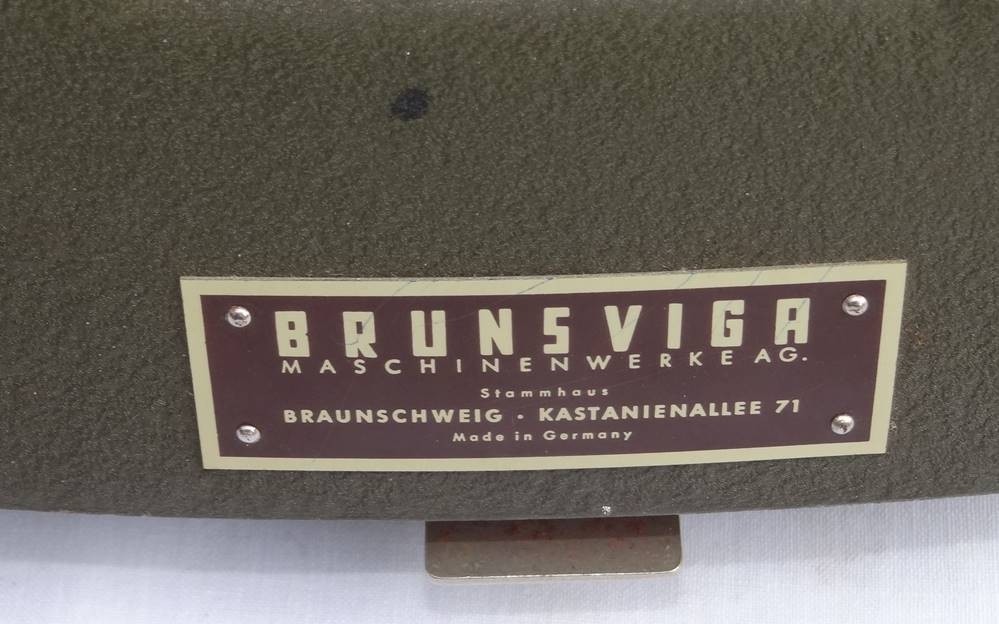 BRUNSVIGA
MASCHINENWERKE AG.
Stammhaus
BRAUNSCHWEIG · KASTANIENALLEE 71
Made in Germany